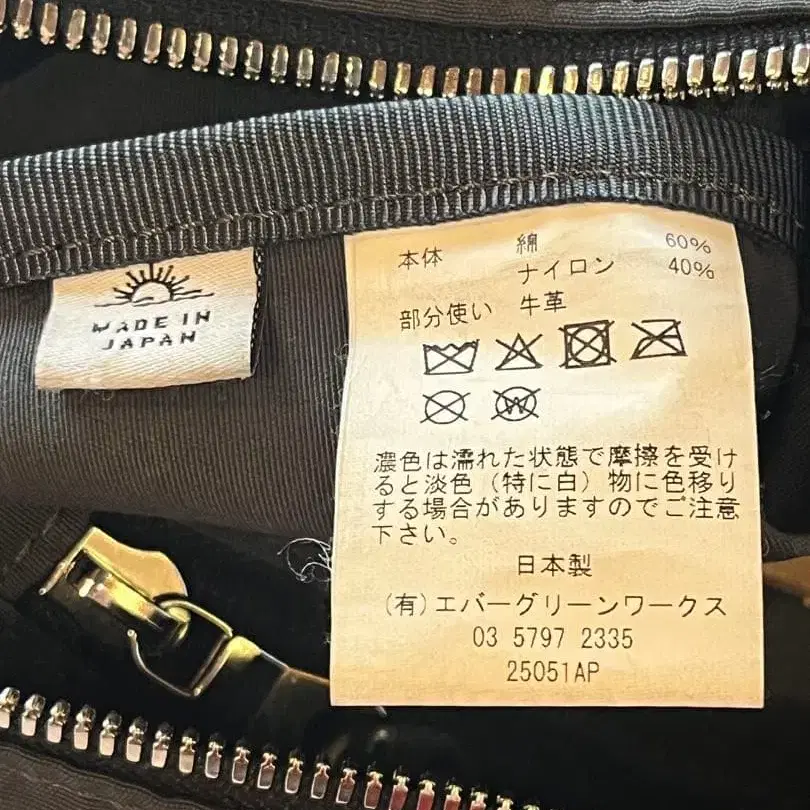 MADE IN
JAPAN
本体 綿 60%
ナイロン 40%
部分使い 牛革
W
濃色は濡れた状態で摩擦を受け
ると淡色(特に白)物に色移り
する場合がありますのでご注意
下さい。
日本製
(有)エバーグリーンワークス
03 5797 2335
25051AP